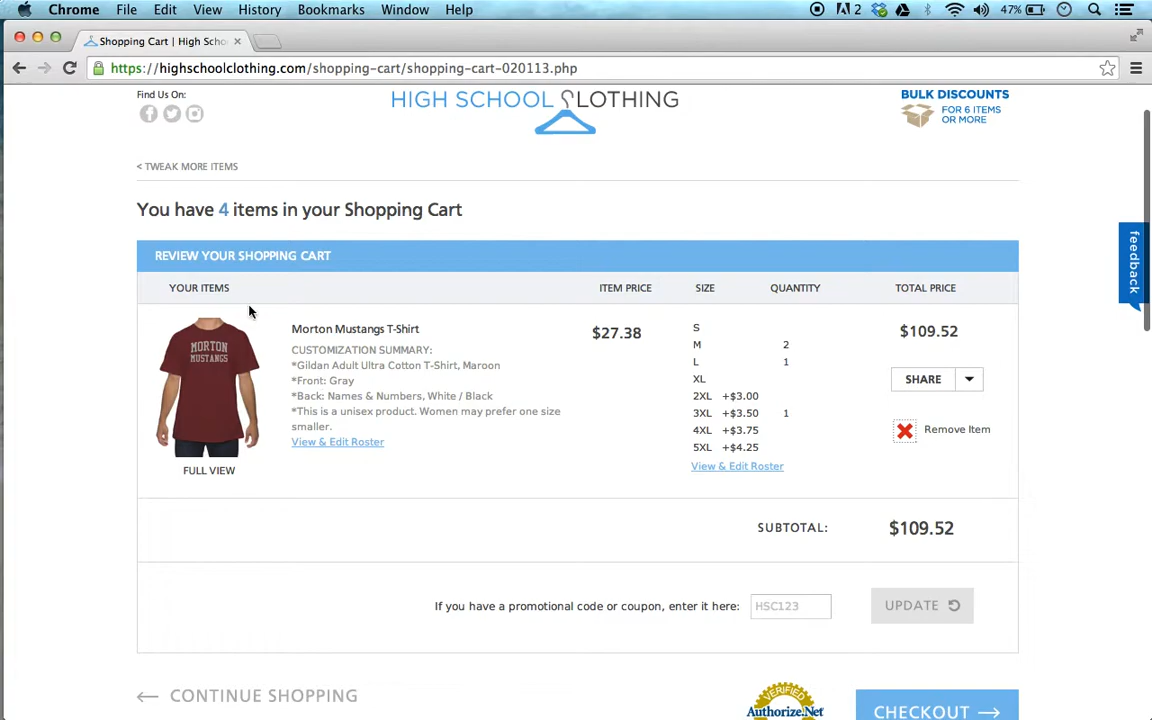 Chrome File Edit View History Bookmarks Window Help 2 47%
Shopping Cart | High Scho
https://highschoolclothing.com/shopping-cart/shopping-cart-020113.php
Find Us On:
HIGH SCHOOL CLOTHING
BULK DISCOUNTS
FOR 6 ITEMS
OR MORE
< TWEAK MORE ITEMS
You have 4 items in your Shopping Cart
feedback
REVIEW YOUR SHOPPING CART
YOUR ITEMS ITEM PRICE SIZE QUANTITY TOTAL PRICE
MORTON
MUSTANGS
FULL VIEW
Morton Mustangs T-Shirt
CUSTOMIZATION SUMMARY:
*Gildan Adult Ultra Cotton T-Shirt, Maroon
*Front: Gray
*Back: Names & Numbers, White / Black
*This is a unisex product. Women may prefer one size
smaller.
View & Edit Roster
$27.38
S
M 2
L 1
XL
2XL +$3.00
3XL +$3.50 1
4XL +$3.75
5XL +$4.25
View & Edit Roster
$109.52
SHARE
Remove Item
SUBTOTAL: $109.52
If you have a promotional code or coupon, enter it here: HSC123 UPDATE
CONTINUE SHOPPING
VERIFIED
Authorize.Net
CHECKOUT